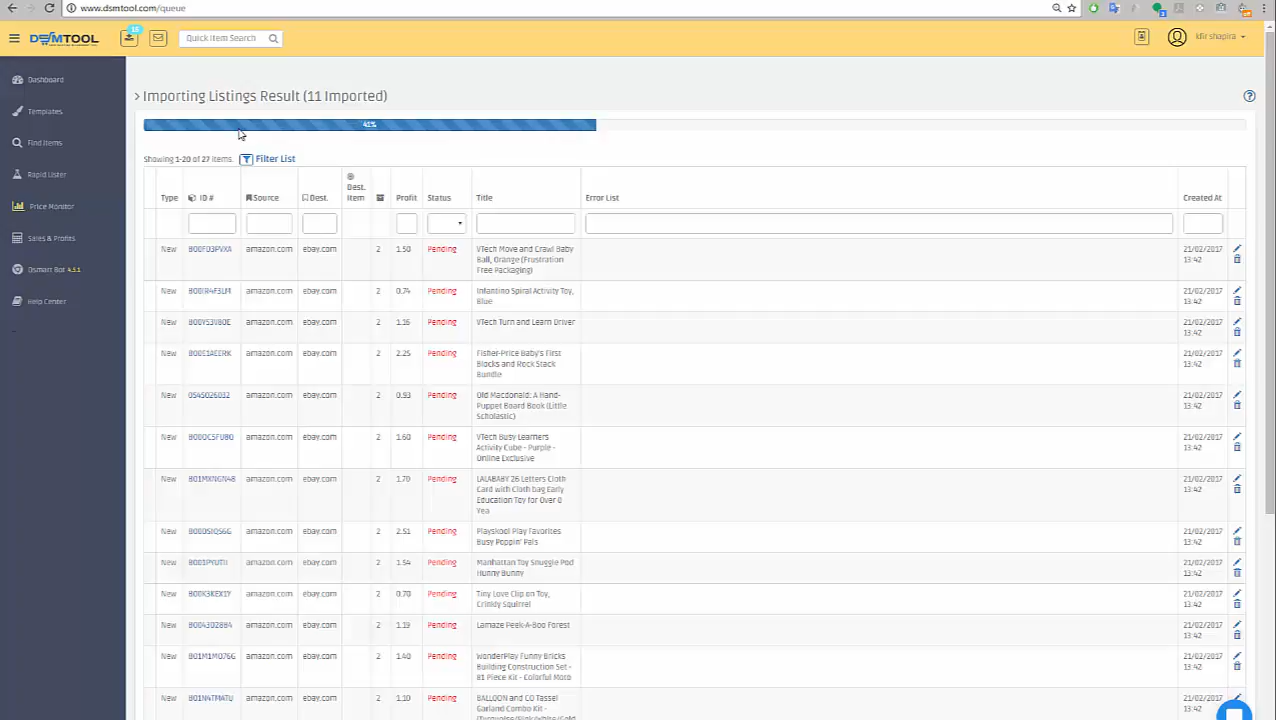 www.dsmtool.com/queue
DSMTOOL
Quick Item Search
kfir shapira
Dashboard
Templates
Find Items
Rapid Lister
Price Monitor
Sales & Profits
Dsmart Bot 4.3.1
Help Center
> Importing Listings Result (11 Imported)
41%
Showing 1-20 of 27 items. Filter List
Type ID # Source Dest. Dest. Item Profit Status Title Error List Created At
New amazon.com ebay.com 2 1.50 Pending VTech Move and Crawl Baby Ball, Orange (Frustration Free Packaging) 21/02/2017 13:42
New amazon.com ebay.com 2 0.74 Pending Infantino Spiral Activity Toy, Blue 21/02/2017 13:42
New amazon.com ebay.com 2 1.16 Pending VTech Turn and Learn Driver 21/02/2017 13:42
New amazon.com ebay.com 2 2.25 Pending Fisher-Price Baby's First Blocks and Rock Stack Bundle 21/02/2017 13:42
New 0545026032 amazon.com ebay.com 2 0.93 Pending Old Macdonald: A Hand-Puppet Board Book (Little Scholastic) 21/02/2017 13:42
New amazon.com ebay.com 2 1.60 Pending VTech Busy Learners Activity Cube - Purple - Online Exclusive 21/02/2017 13:42
New amazon.com ebay.com 2 1.70 Pending LALABABY 26 Letters Cloth Card with Cloth bag Early Education Toy for Over 0 Yea 21/02/2017 13:42
New amazon.com ebay.com 2 2.51 Pending Playskool Play Favorites Busy Poppin' Pals 21/02/2017 13:42
New amazon.com ebay.com 2 1.54 Pending Manhattan Toy Snuggle Pod Hunny Bunny 21/02/2017 13:42
New amazon.com ebay.com 2 0.70 Pending Tiny Love Clip on Toy, Crinkly Squirrel 21/02/2017 13:42
New amazon.com ebay.com 2 1.19 Pending Lamaze Peek-A-Boo Forest 21/02/2017 13:42
New amazon.com ebay.com 2 1.40 Pending WonderPlay Funny Bricks Building Construction Set - 81 Piece Kit - Colorful Moto 21/02/2017 13:42
New amazon.com ebay.com 2 1.10 Pending BALLOON and CO Tassel Garland Combo Kit - 21/02/2017 13:42